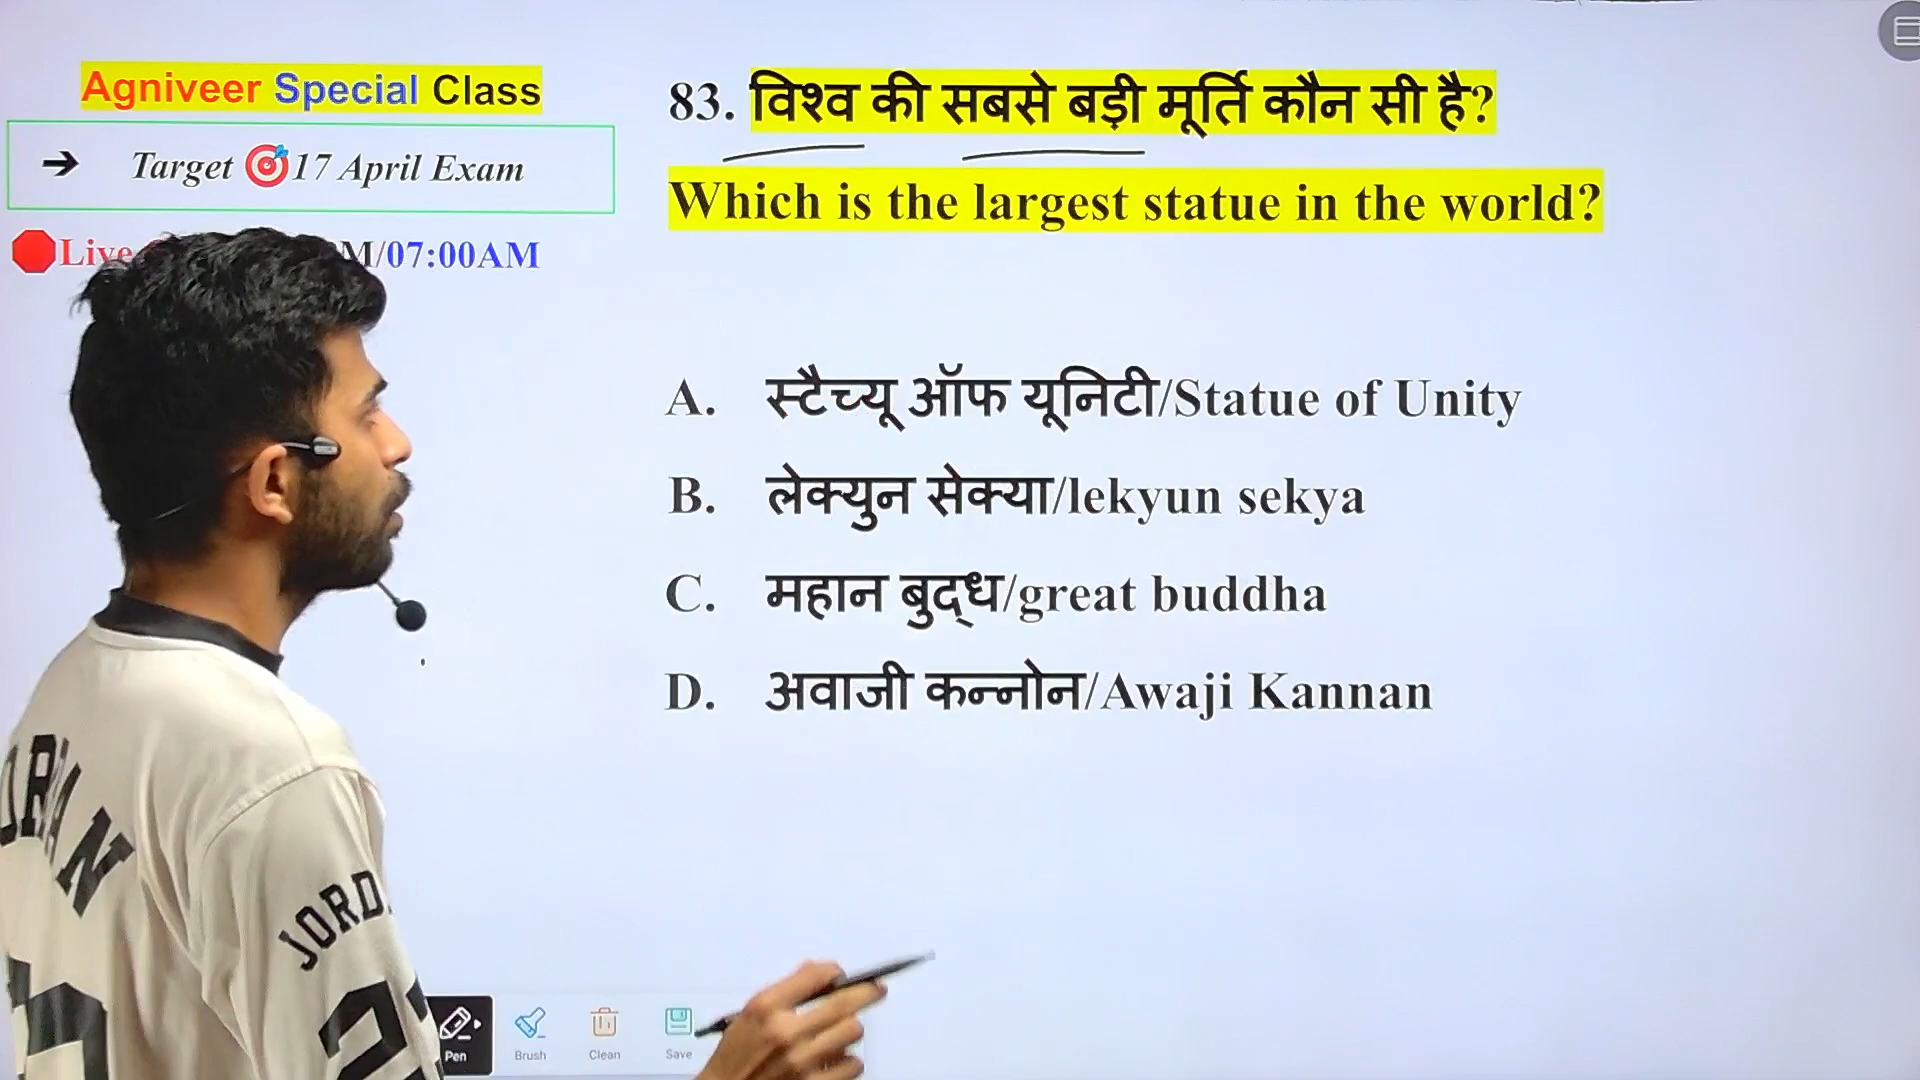 Agniveer Special Class
➔ Target 🎯17 April Exam
Live M/07:00AM
83. विश्व की सबसे बड़ी मूर्ति कौन सी है?
Which is the largest statue in the world?
A. स्टैच्यू ऑफ यूनिटी/Statue of Unity
B. लेक्युन सेक्या/lekyun sekya
C. महान बुद्ध/great buddha
D. अवाजी कन्नोन/Awaji Kannan
JORD
Pen Brush Clean Save